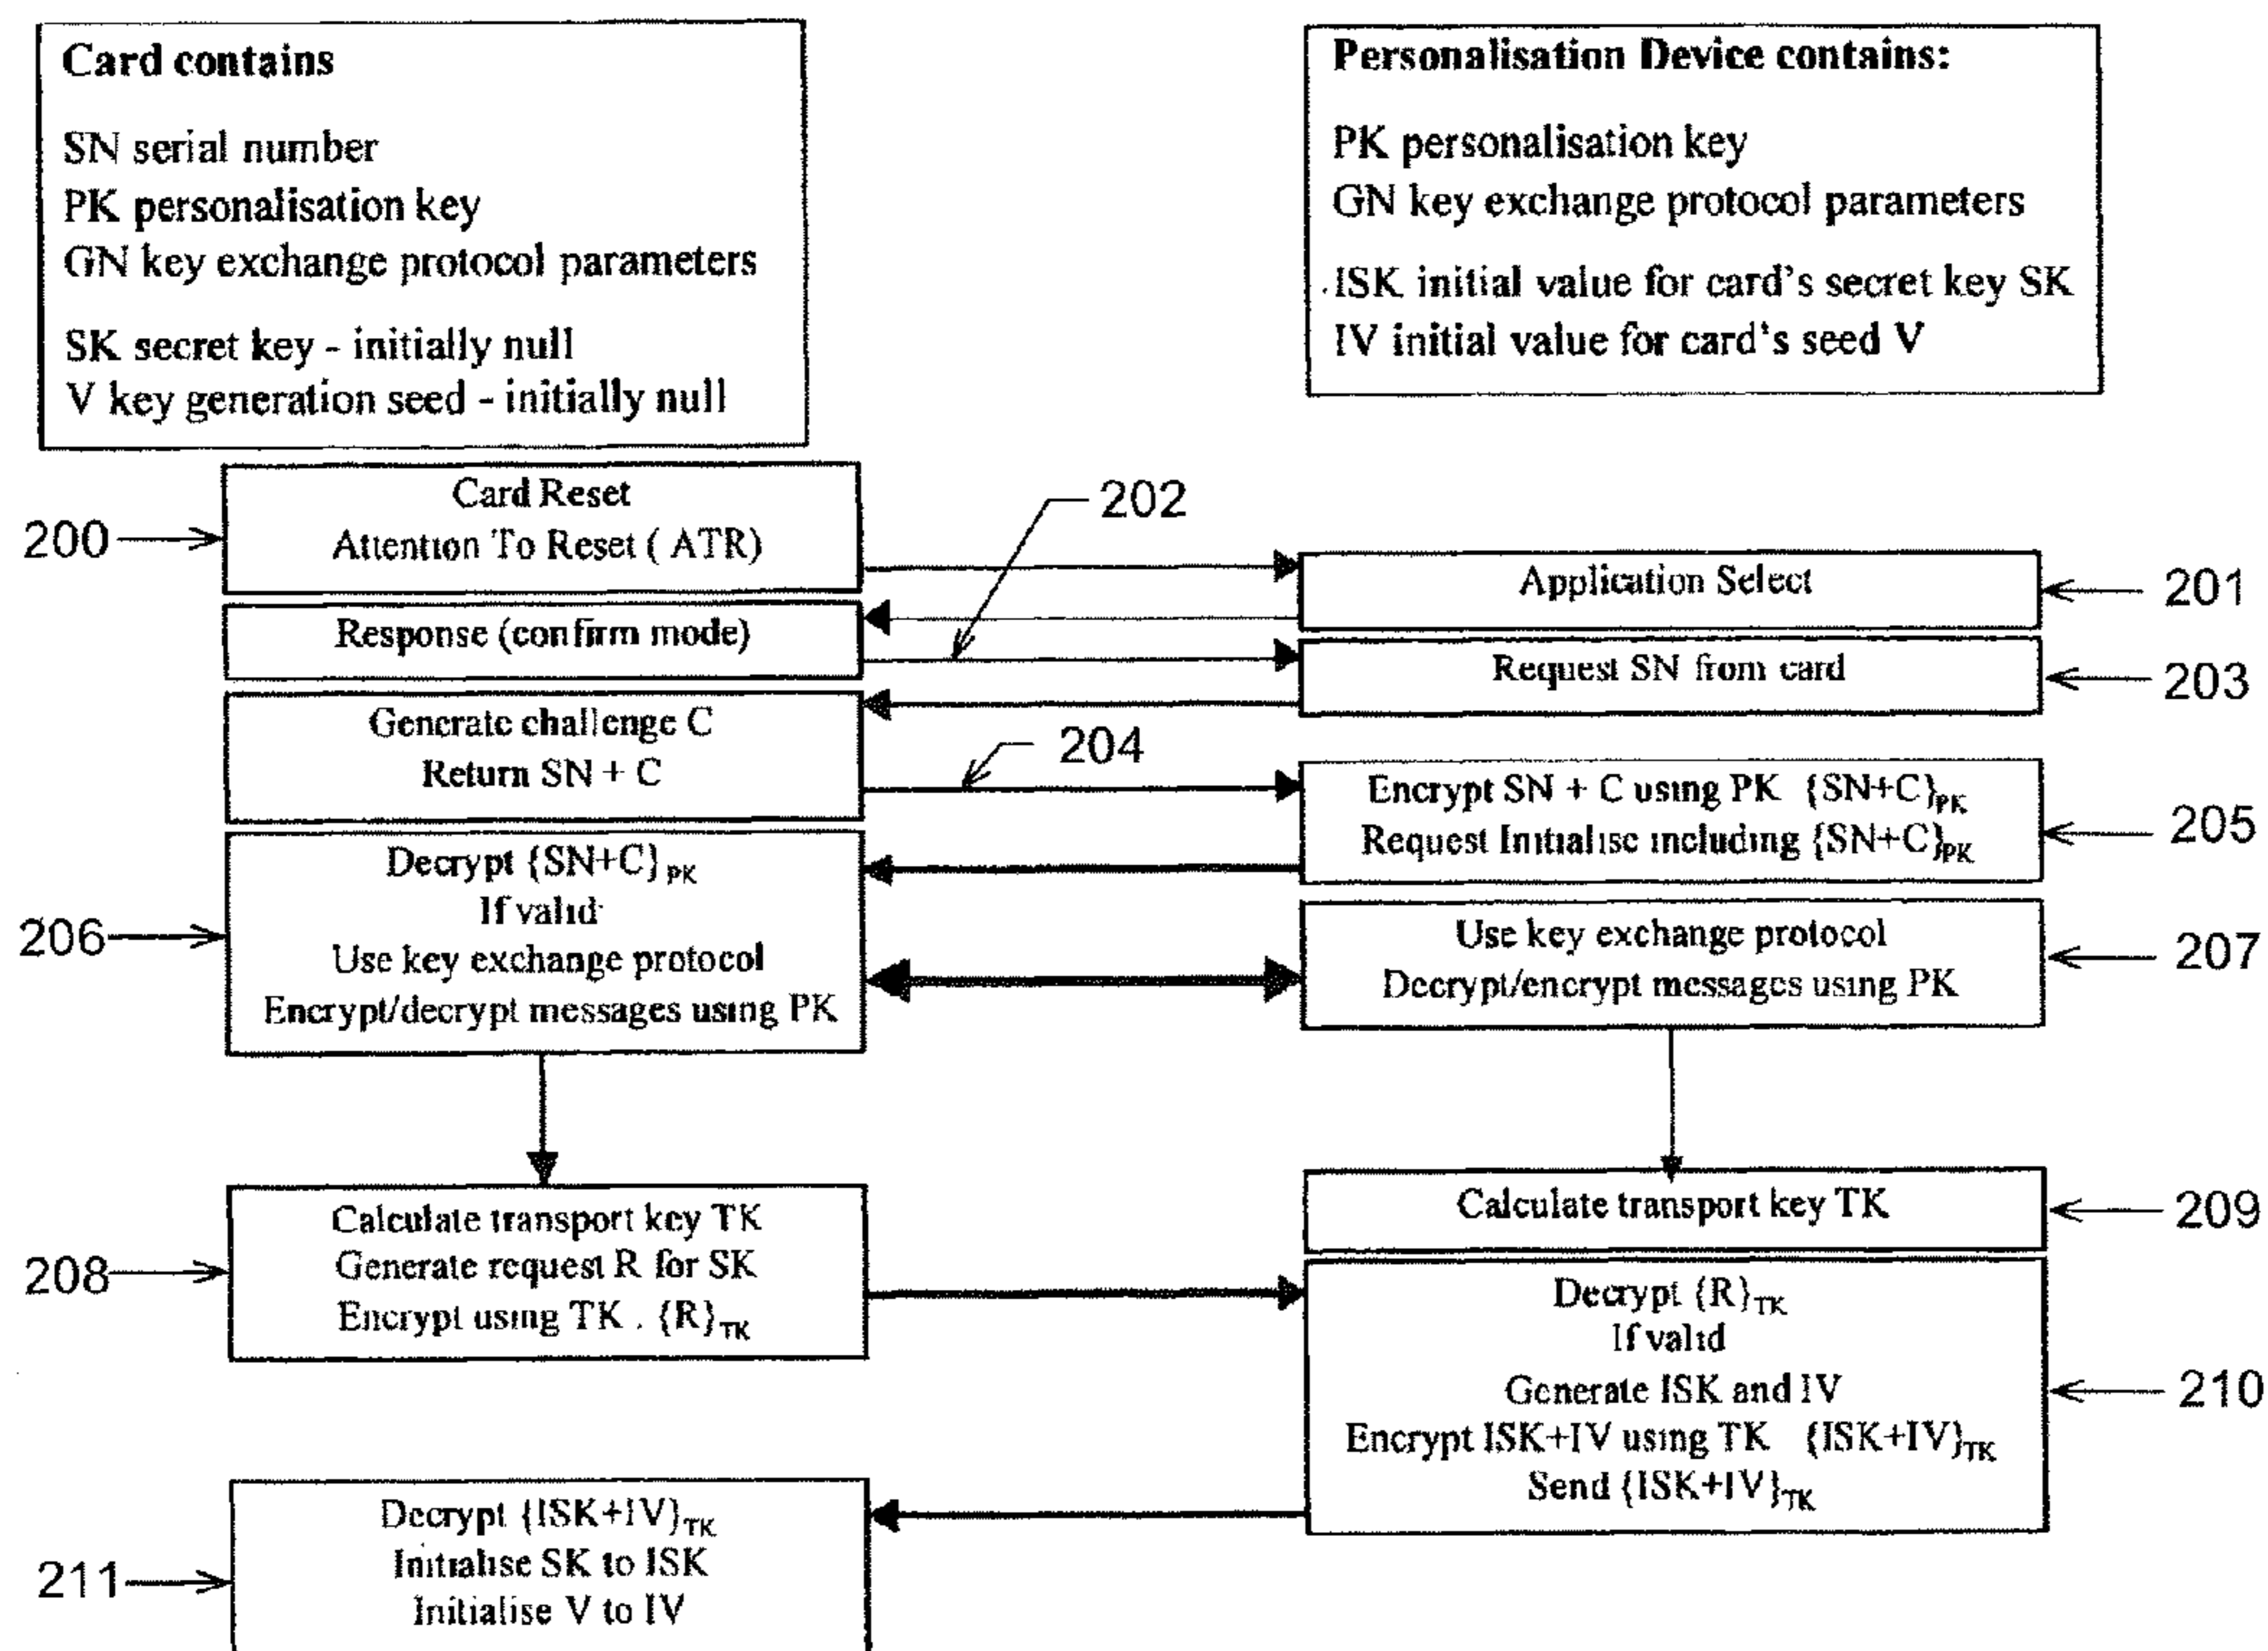 Card contains
SN serial number
PK personalisation key
GN key exchange protocol parameters
SK secret key - initially null
V key generation seed - initially null
Personalisation Device contains:
PK personalisation key
GN key exchange protocol parameters
ISK initial value for card's secret key SK
IV initial value for card's seed V
200
Card Reset
Attention To Reset ( ATR)
202
Application Select
201
Response (confirm mode)
Request SN from card
203
Generate challenge C
Return SN + C
204
Encrypt SN + C using PK {SN+C}PK
Request Initialise including {SN+C}PK
205
206
Decrypt {SN+C}PK
If valid
Use key exchange protocol
Encrypt/decrypt messages using PK
Use key exchange protocol
Decrypt/encrypt messages using PK
207
208
Calculate transport key TK
Generate request R for SK
Encrypt using TK . {R}TK
Calculate transport key TK
209
Decrypt {R}TK
If valid
Generate ISK and IV
Encrypt ISK+IV using TK {ISK+IV}TK
Send {ISK+IV}TK
210
211
Decrypt {ISK+IV}TK
Initialise SK to ISK
Initialise V to IV